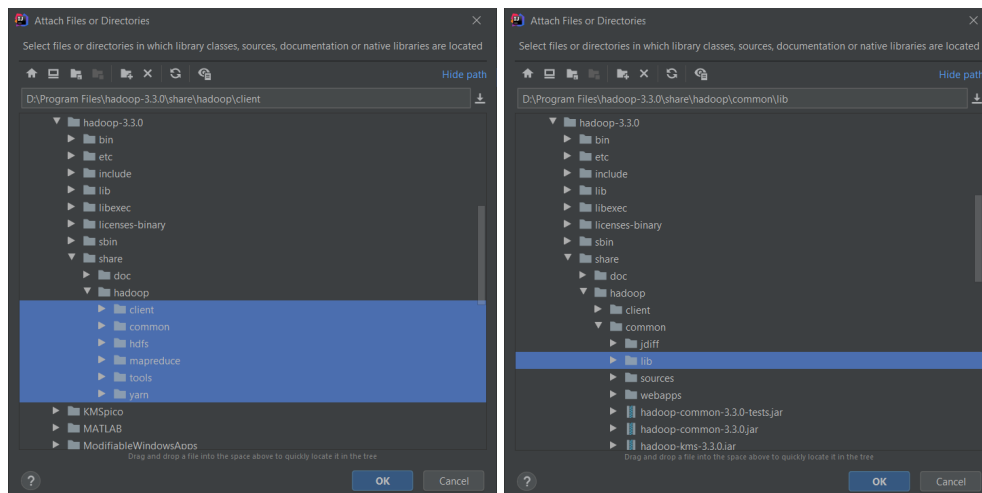 Attach Files or Directories
Select files or directories in which library classes, sources, documentation or native libraries are located
Hide path
D:\Program Files\hadoop-3.3.0\share\hadoop\client
hadoop-3.3.0
bin
etc
include
lib
libexec
licenses-binary
sbin
share
doc
hadoop
client
common
hdfs
mapreduce
tools
yarn
KMSpico
MATLAB
ModifiableWindowsApps
Drag and drop a file into the space above to quickly locate it in the tree
? OK Cancel
Attach Files or Directories
Select files or directories in which library classes, sources, documentation or native libraries are located
Hide path
D:\Program Files\hadoop-3.3.0\share\hadoop\common\lib
hadoop-3.3.0
bin
etc
include
lib
libexec
licenses-binary
sbin
share
doc
hadoop
client
common
jdiff
lib
sources
webapps
hadoop-common-3.3.0-tests.jar
hadoop-common-3.3.0.jar
hadoop-kms-3.3.0.jar
Drag and drop a file into the space above to quickly locate it in the tree
? OK Cancel